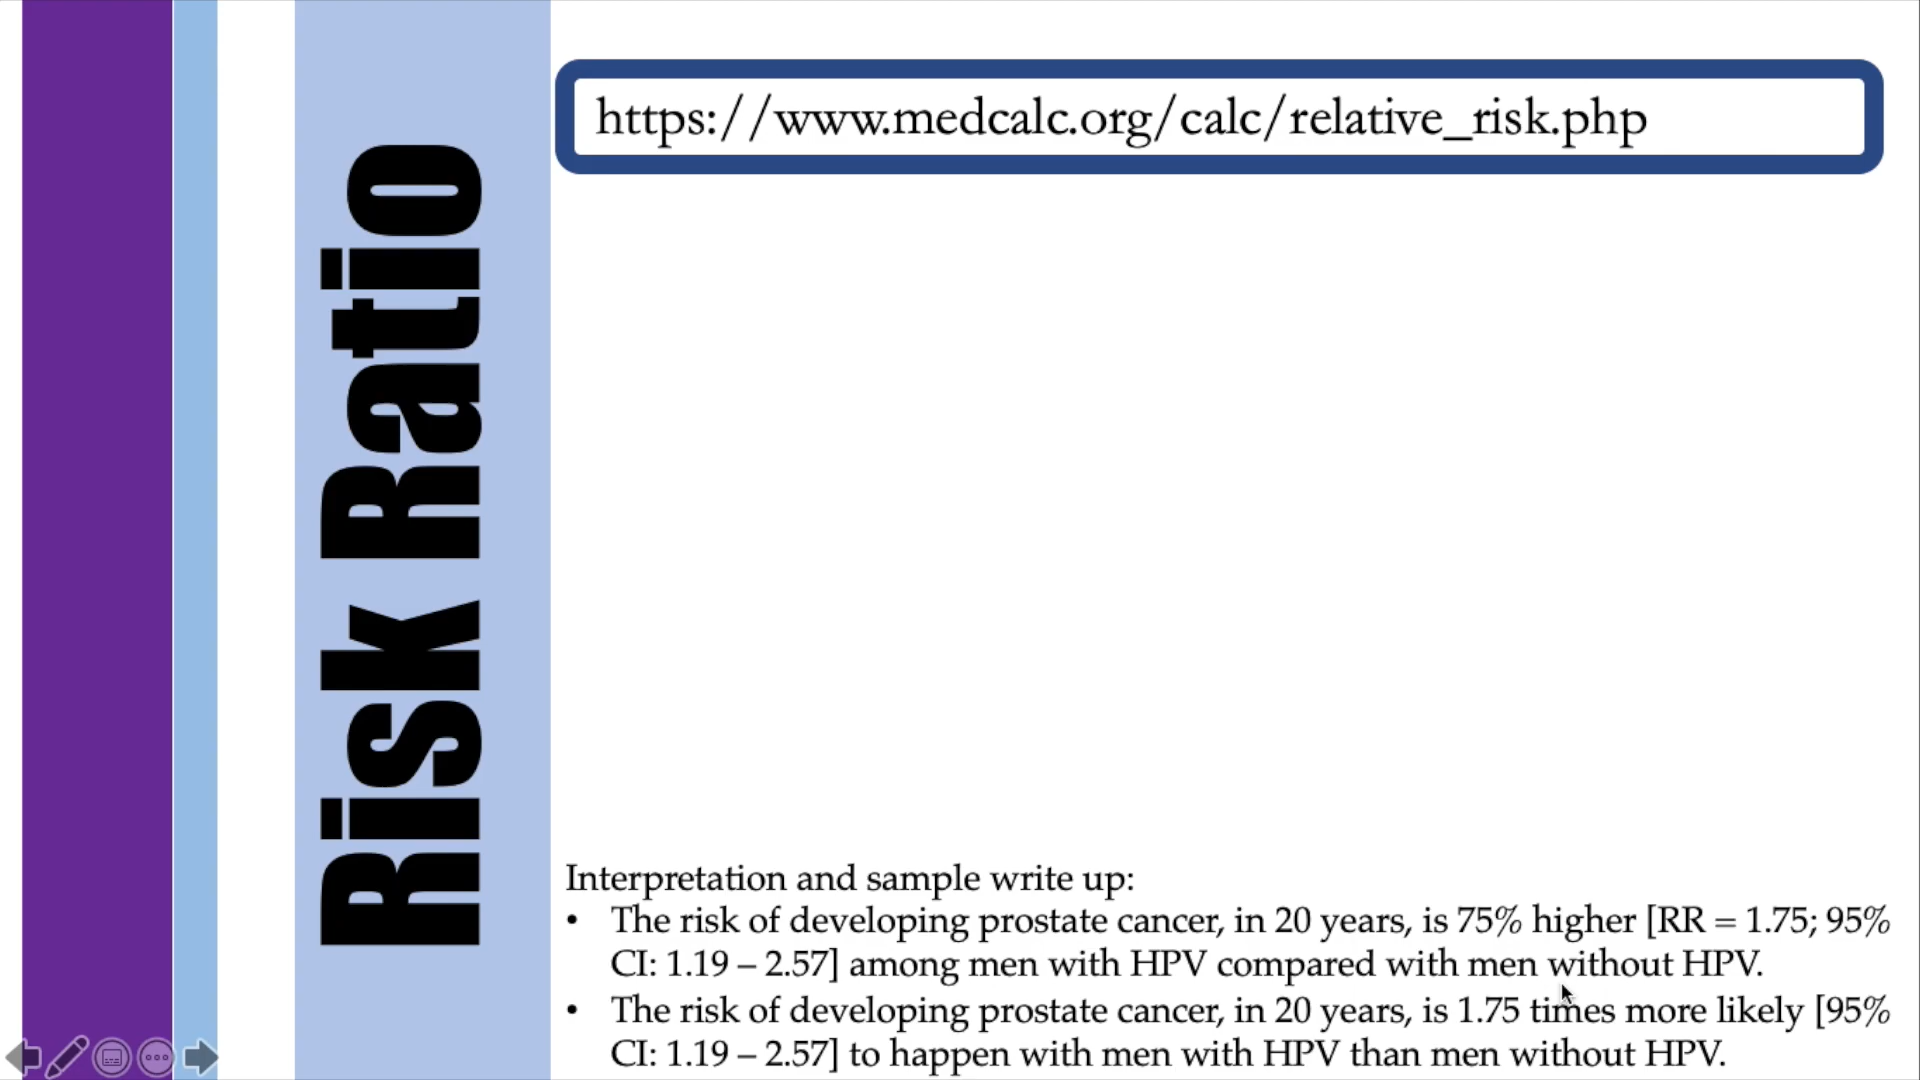 Risk Ratio
https://www.medcalc.org/calc/relative_risk.php
Interpretation and sample write up:
• The risk of developing prostate cancer, in 20 years, is 75% higher [RR = 1.75; 95%
CI: 1.19 – 2.57] among men with HPV compared with men without HPV.
• The risk of developing prostate cancer, in 20 years, is 1.75 times more likely [95%
CI: 1.19 – 2.57] to happen with men with HPV than men without HPV.